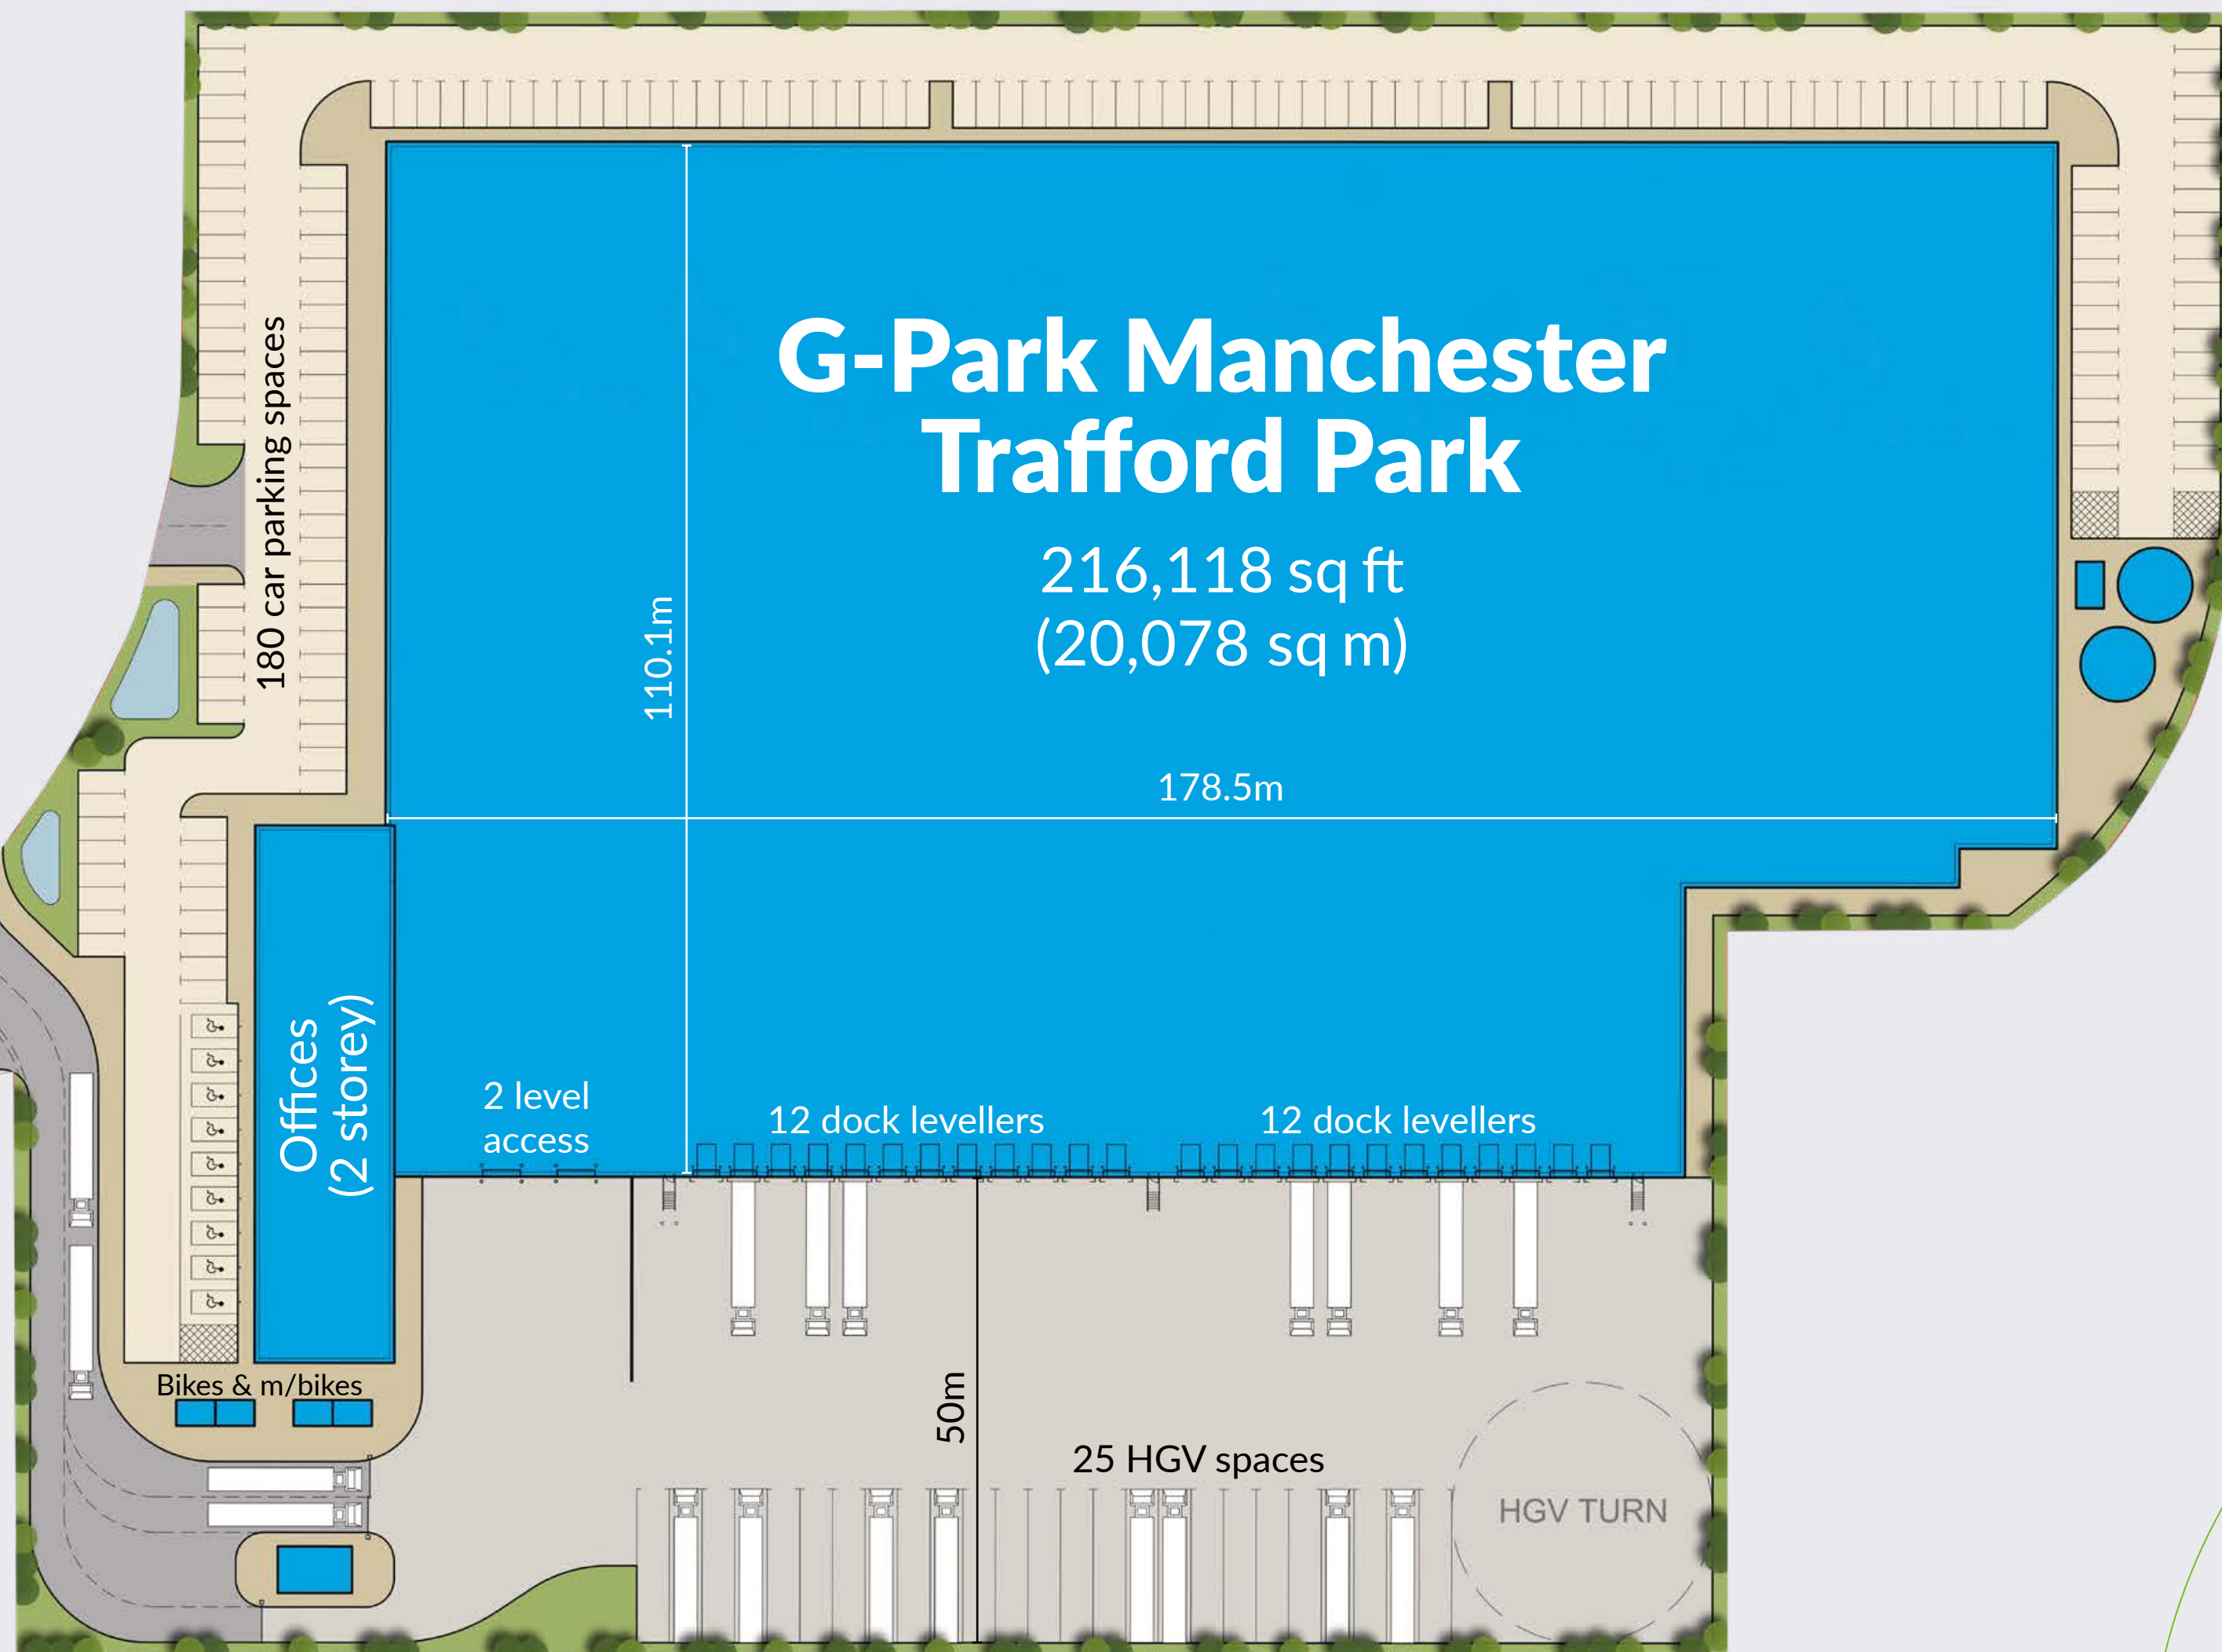 G-Park Manchester
Trafford Park
216,118 sq ft
(20,078 sq m)
110.1m
178.5m
180 car parking spaces
Offices
(2 storey)
2 level
access
12 dock levellers
12 dock levellers
Bikes & m/bikes
50m
25 HGV spaces
HGV TURN